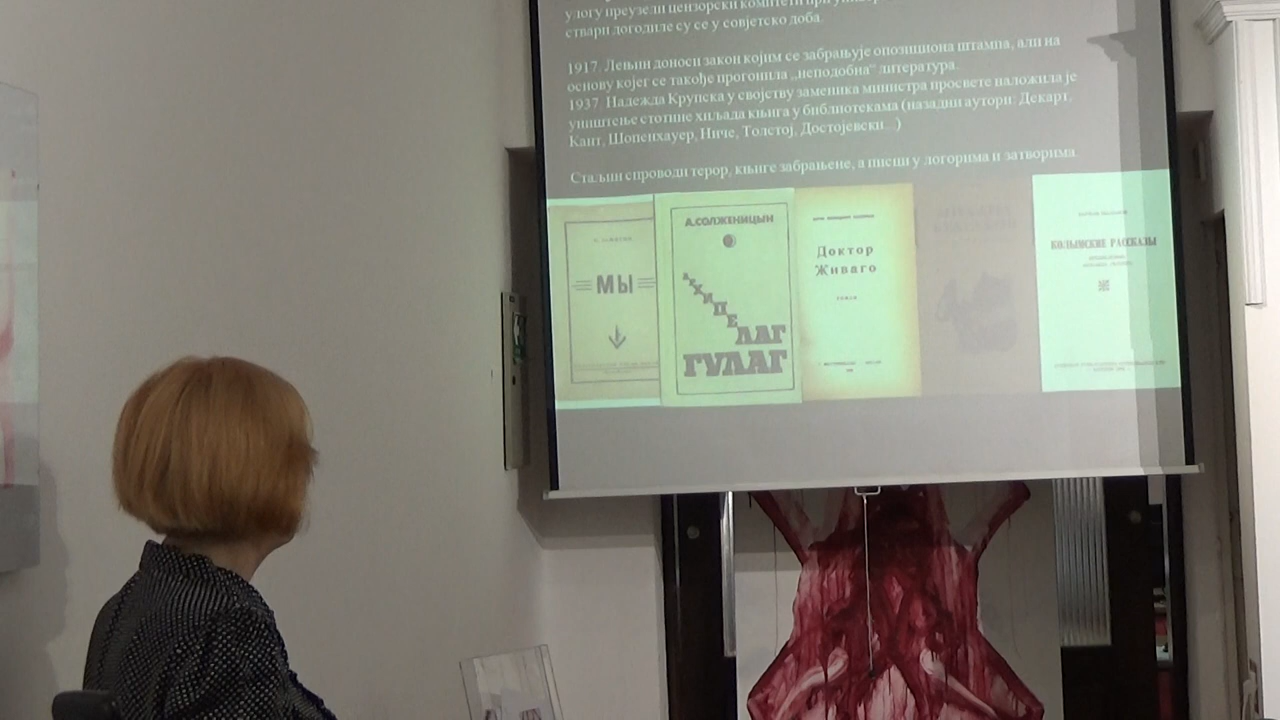 улогу преузели цензорски комитети при
ствари догодиле су се у совјетско доба.
1917. Лењин доноси закон којим се забрањује опозициона штампа, али на
основу којег се такође прогонила „неподобна“ литература.
1937. Надежда Крупска у својству заменика министра просвете наложила је
уништење стотине хиљада књига у библиотекама (назадни аутори: Декарт,
Кант, Шопенхауер, Ниче, Толстој, Достојевски...)
Стаљин спроводи терор, књиге забрањене, а писци у логорима и затворима.
МЫ
А.СОЛЖЕНИЦЫН
АРХИПЕЛАГ
ГУЛАГ
Доктор
Живаго
РОМАН
КОЛЫМСКИЕ РАССКАЗЫ